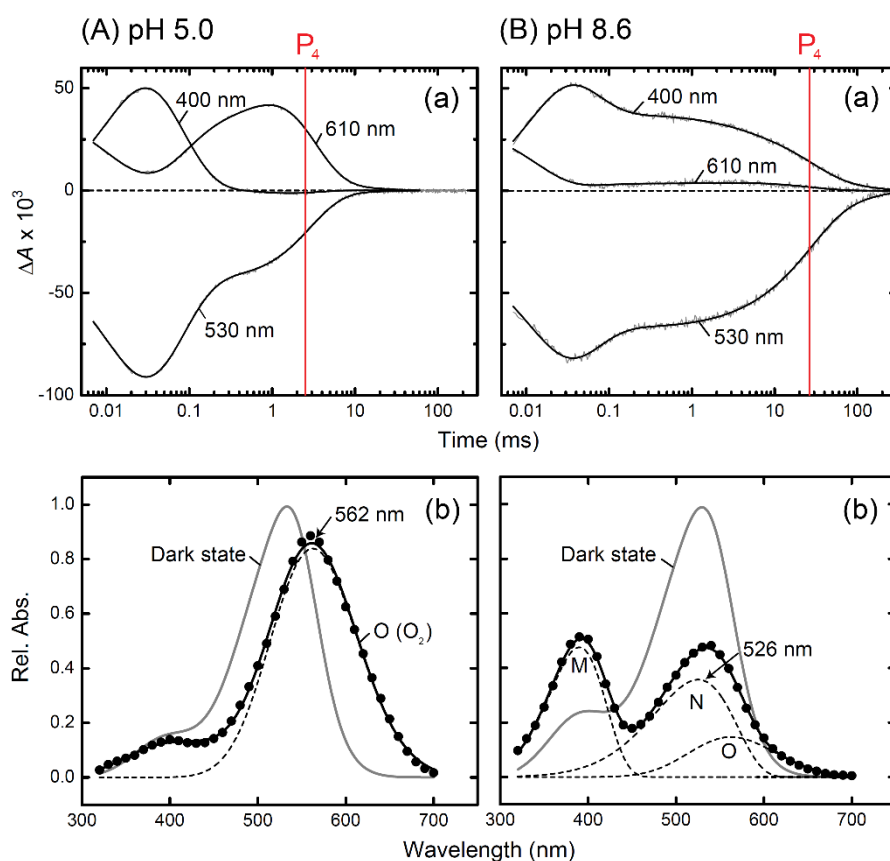 (A) pH 5.0
P₄
(a)
400 nm
610 nm
530 nm
ΔA x 10³
50
0
-50
-100
0.01 0.1 1 10 100
(B) pH 8.6
P₄
(a)
400 nm
610 nm
530 nm
0.01 0.1 1 10 100
Time (ms)
(b)
562 nm
Dark state
O (O₂)
Rel. Abs.
1.0
0.8
0.6
0.4
0.2
0.0
300 400 500 600 700
(b)
Dark state
526 nm
M
N
O
300 400 500 600 700
Wavelength (nm)